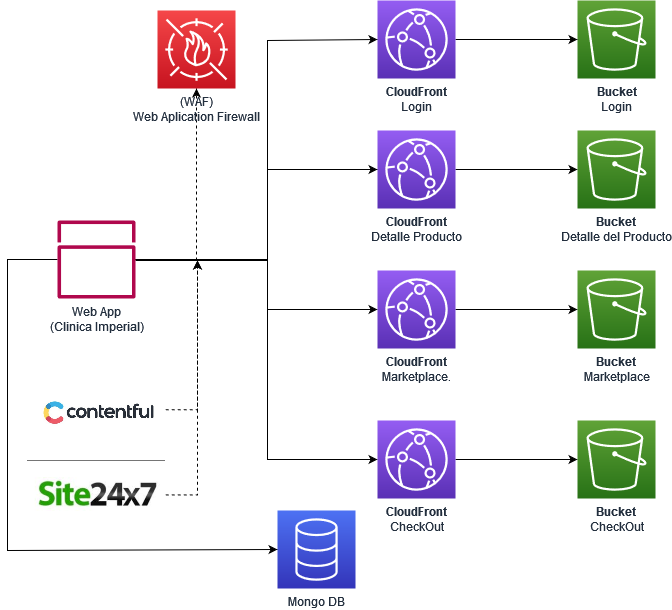 (WAF)
Web Aplication Firewall
CloudFront
Login
Bucket
Login
CloudFront
Detalle Producto
Bucket
Detalle del Producto
Web App
(Clinica Imperial)
CloudFront
Marketplace.
Bucket
Marketplace
contentful
Site24x7
CloudFront
CheckOut
Bucket
CheckOut
Mongo DB